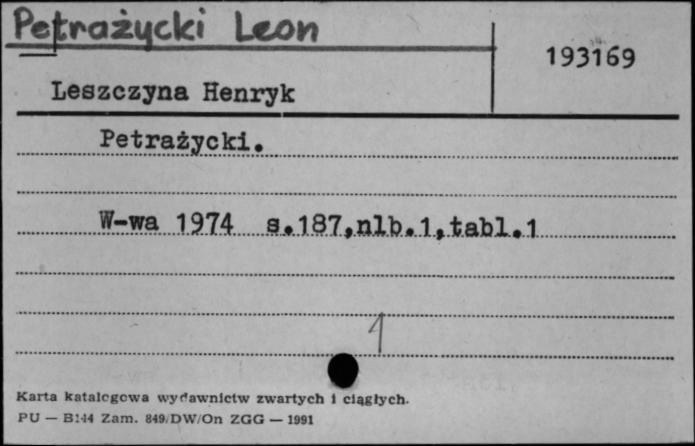 Petrażycki Leon
193169
Leszczyna Henryk
Petrażycki.
W-wa 1974 s.187,nlb.1,tabl.1
1
Karta katalogowa wydawnictw zwartych i ciągłych.
PU — B144 Zam. 849/DW/On ZGG — 1991